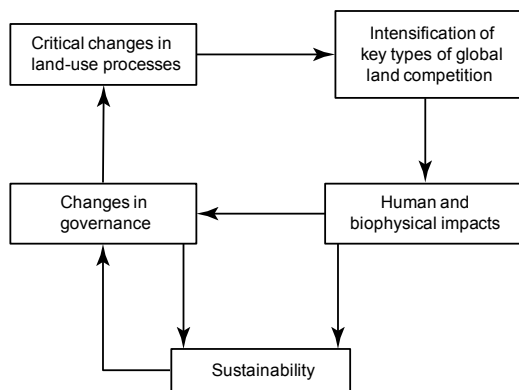 Critical changes in
land-use processes
Intensification of
key types of global
land competition
Changes in
governance
Human and
biophysical impacts
Sustainability